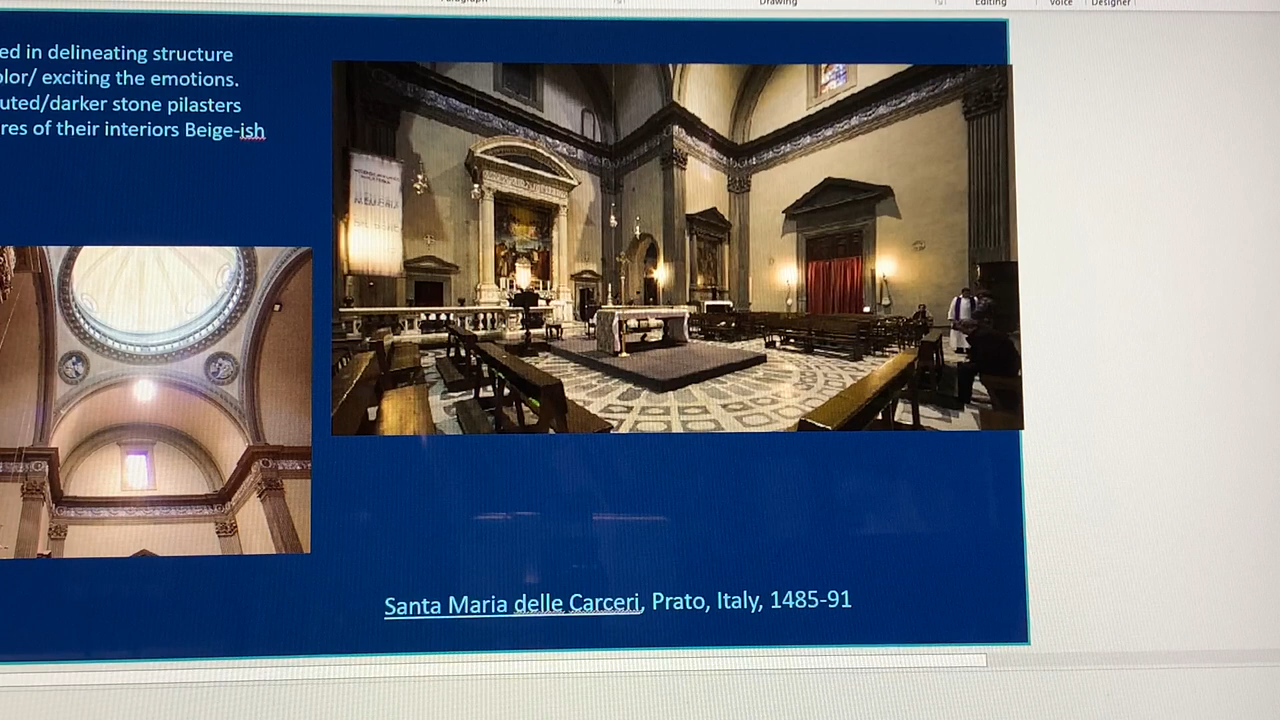 Drawing
Editing
Voice
Designer
ed in delineating structure
olor/ exciting the emotions.
uted/darker stone pilasters
res of their interiors Beige-ish
Santa Maria delle Carceri, Prato, Italy, 1485-91